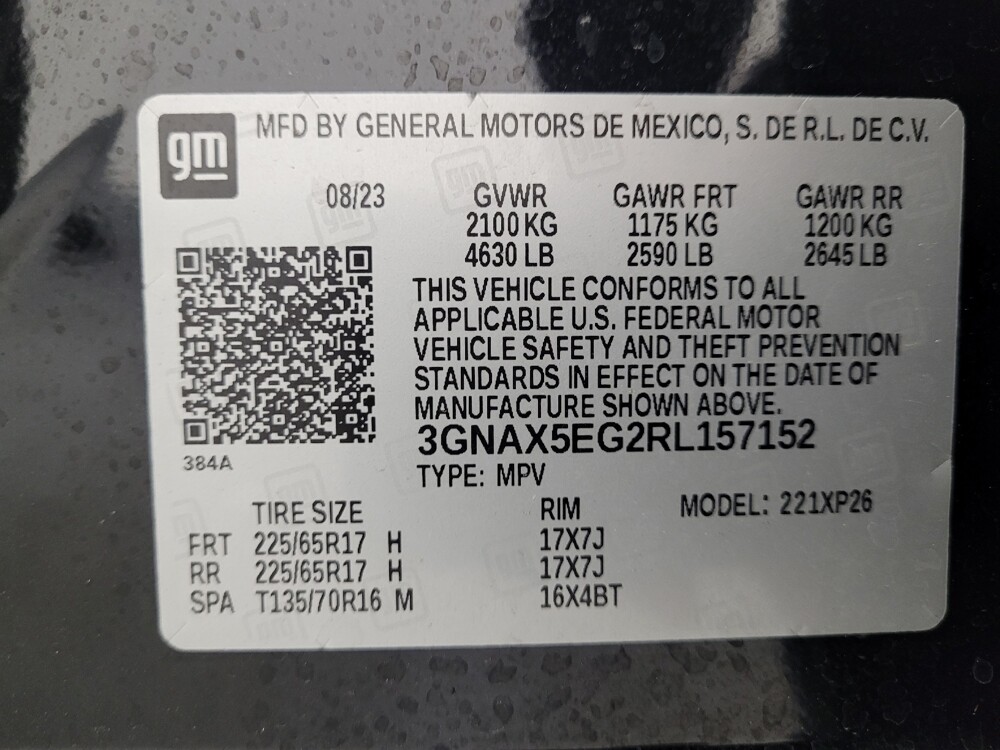 gm
MFD BY GENERAL MOTORS DE MEXICO, S. DE R.L. DE C.V.
08/23 GVWR GAWR FRT GAWR RR
2100 KG 1175 KG 1200 KG
4630 LB 2590 LB 2645 LB
THIS VEHICLE CONFORMS TO ALL
APPLICABLE U.S. FEDERAL MOTOR
VEHICLE SAFETY AND THEFT PREVENTION
STANDARDS IN EFFECT ON THE DATE OF
MANUFACTURE SHOWN ABOVE.
3GNAX5EG2RL157152
384A
TYPE: MPV
TIRE SIZE RIM MODEL: 221XP26
FRT 225/65R17 H 17X7J
RR 225/65R17 H 17X7J
SPA T135/70R16 M 16X4BT